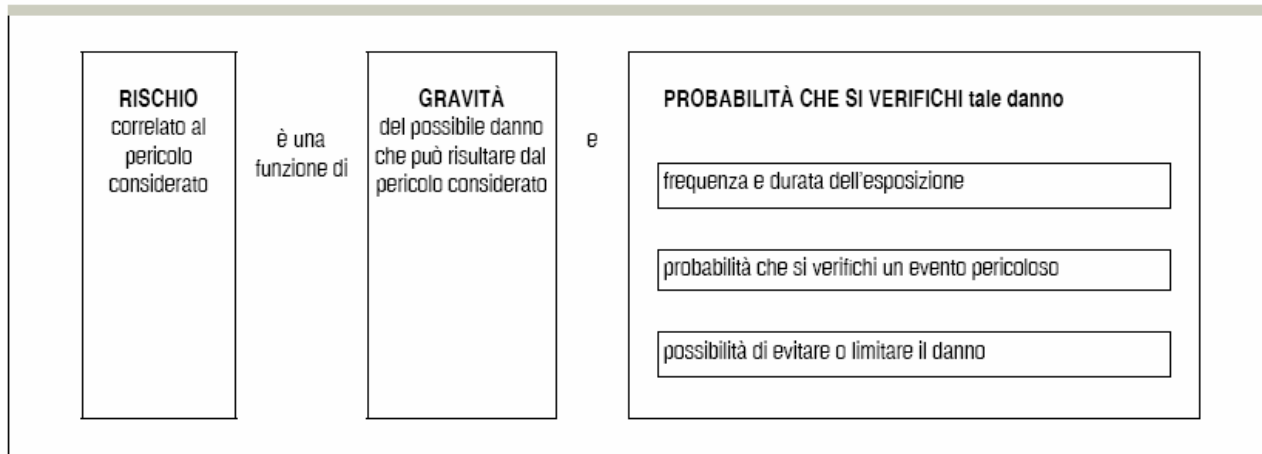 RISCHIO
correlato al
pericolo
considerato
è una
funzione di
GRAVITÀ
del possibile danno
che può risultare dal
pericolo considerato
e
PROBABILITÀ CHE SI VERIFICHI tale danno
frequenza e durata dell'esposizione
probabilità che si verifichi un evento pericoloso
possibilità di evitare o limitare il danno